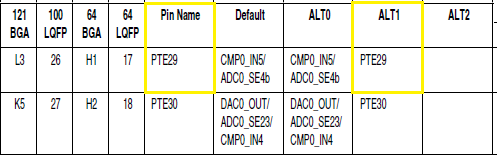 121 BGA 100 LQFP 64 BGA 64 LQFP Pin Name Default ALT0 ALT1 ALT2
L3 26 H1 17 PTE29 CMP0_IN5/ ADC0_SE4b CMP0_IN5/ ADC0_SE4b PTE29
K5 27 H2 18 PTE30 DAC0_OUT/ ADC0_SE23/ CMP0_IN4 DAC0_OUT/ ADC0_SE23/ CMP0_IN4 PTE30